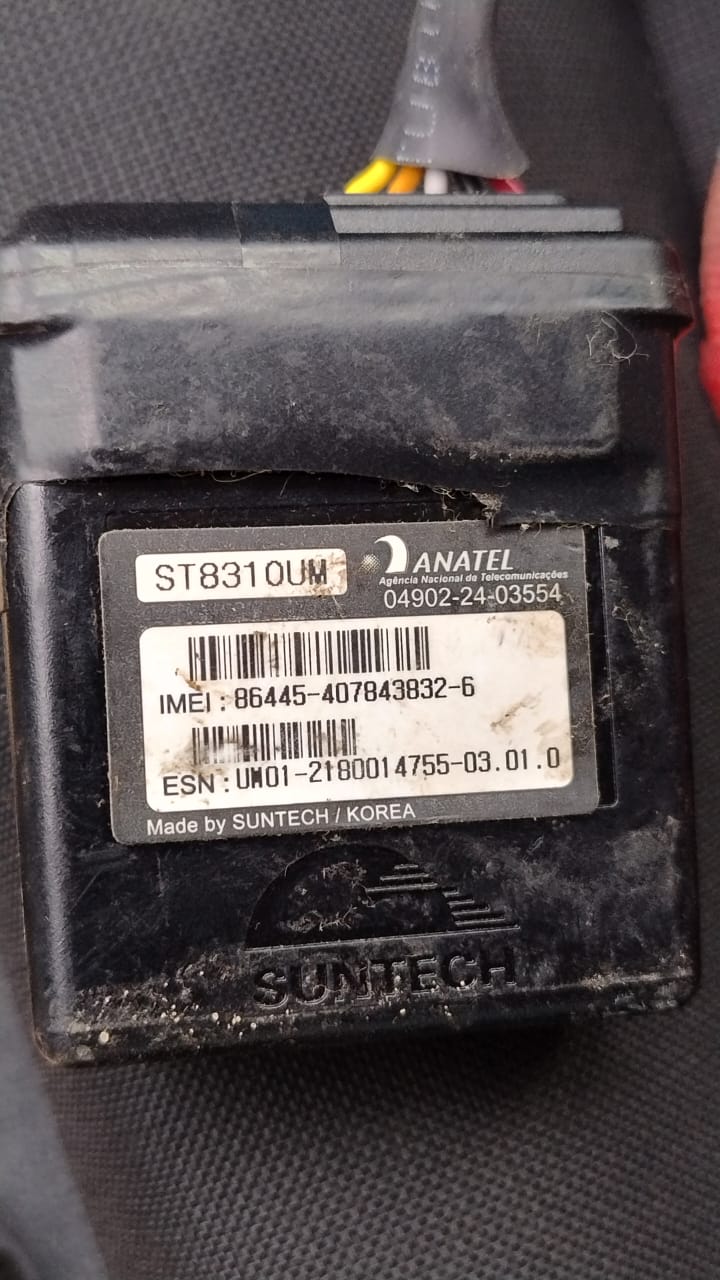 ST8310UM
ANATEL
Agência Nacional de Telecomunicações
04902-24-03554
IMEI : 86445-407843832-6
ESN : UM01-2180014755-03.01.0
Made by SUNTECH / KOREA
SUNTECH